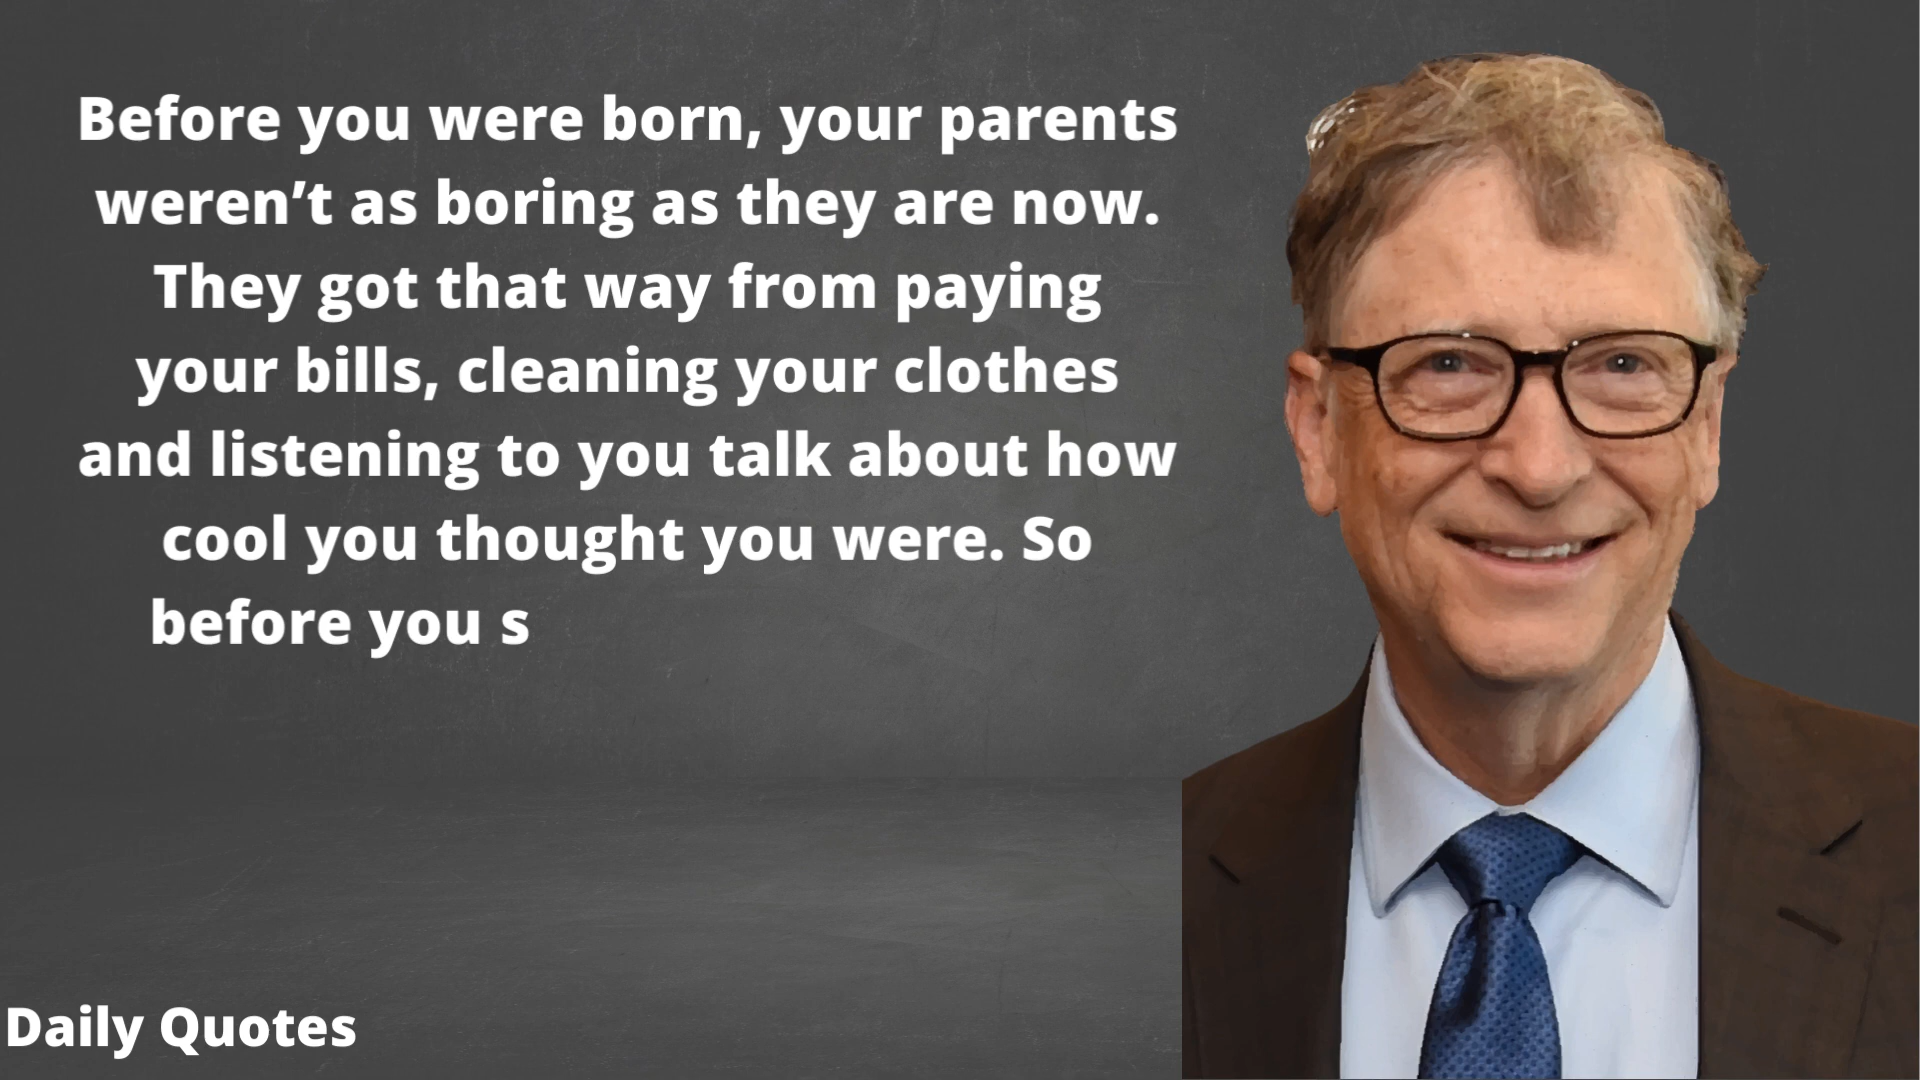 Before you were born, your parents
weren’t as boring as they are now.
They got that way from paying
your bills, cleaning your clothes
and listening to you talk about how
cool you thought you were. So
before you s
Daily Quotes